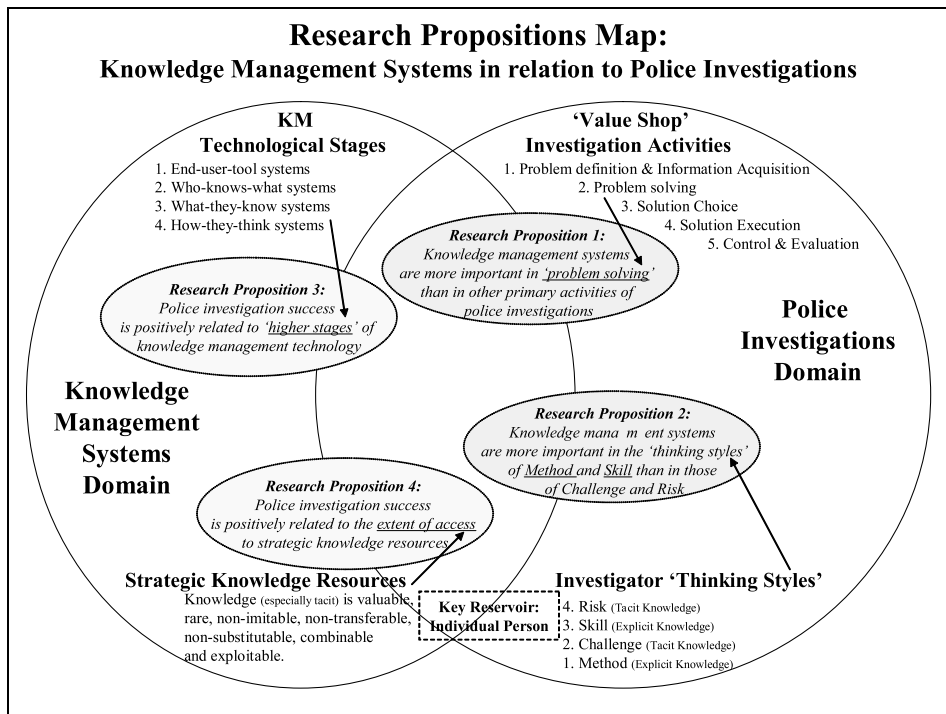 Research Propositions Map:
Knowledge Management Systems in relation to Police Investigations
KM
Technological Stages
1. End-user-tool systems
2. Who-knows-what systems
3. What-they-know systems
4. How-they-think systems
‘Value Shop’
Investigation Activities
1. Problem definition & Information Acquisition
2. Problem solving
3. Solution Choice
4. Solution Execution
5. Control & Evaluation
Research Proposition 1:
Knowledge management systems
are more important in ‘problem solving’
than in other primary activities of
police investigations
Research Proposition 3:
Police investigation success
is positively related to ‘higher stages’ of
knowledge management technology
Police
Investigations
Domain
Knowledge
Management
Systems
Domain
Research Proposition 2:
Knowledge mana m ent systems
are more important in the ‘thinking styles’
of Method and Skill than in those
of Challenge and Risk
Research Proposition 4:
Police investigation success
is positively related to the extent of access
to strategic knowledge resources
Strategic Knowledge Resources
Knowledge (especially tacit) is valuable,
rare, non-imitable, non-transferable,
non-substitutable, combinable
and exploitable.
Key Reservoir:
Individual Person
Investigator ‘Thinking Styles’
4. Risk (Tacit Knowledge)
3. Skill (Explicit Knowledge)
2. Challenge (Tacit Knowledge)
1. Method (Explicit Knowledge)